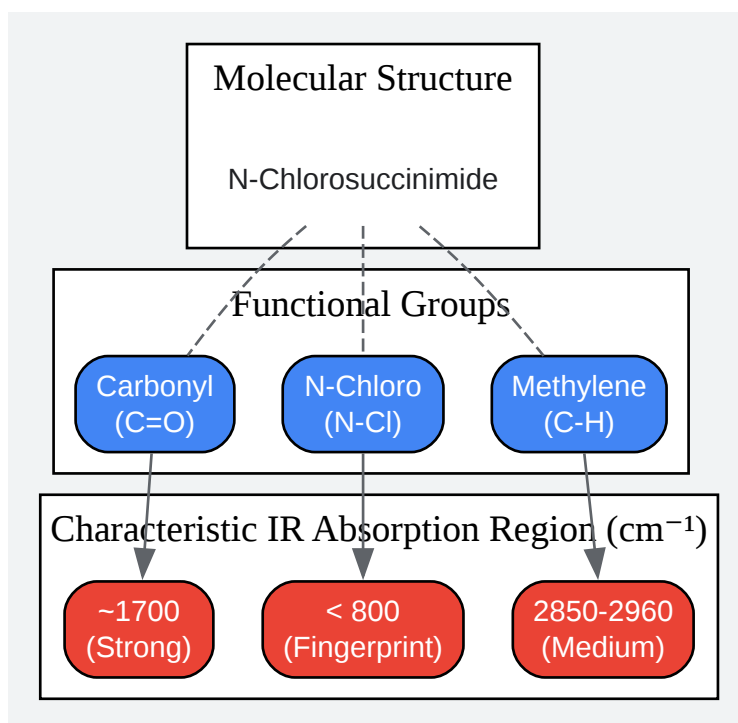 Molecular Structure
N-Chlorosuccinimide
Functional Groups
Carbonyl
(C=O)
N-Chloro
(N-Cl)
Methylene
(C-H)
Characteristic IR Absorption Region (cm⁻¹)
~1700
(Strong)
< 800
(Fingerprint)
2850-2960
(Medium)